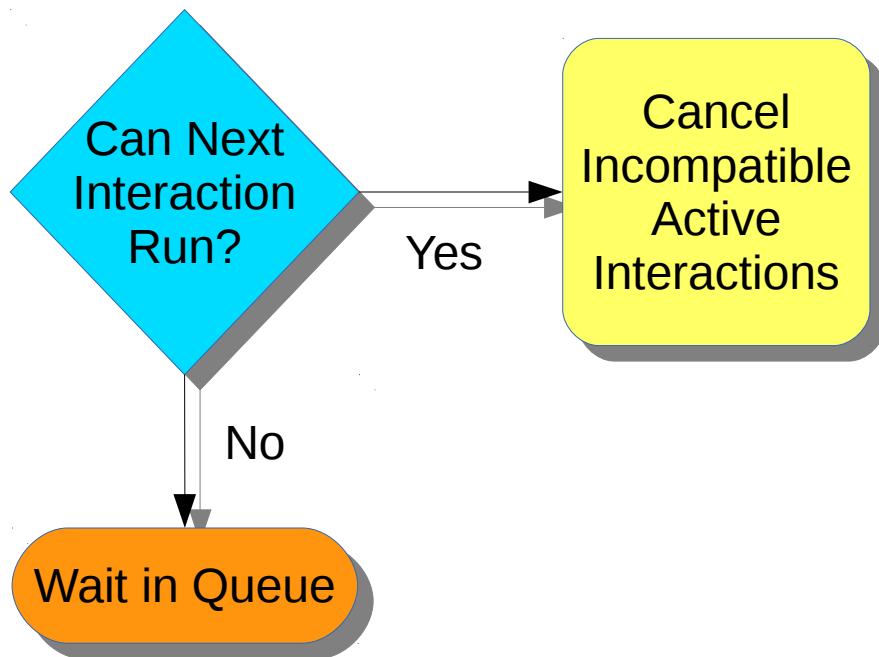 Can Next
Interaction
Run?
Yes
Cancel
Incompatible
Active
Interactions
No
Wait in Queue